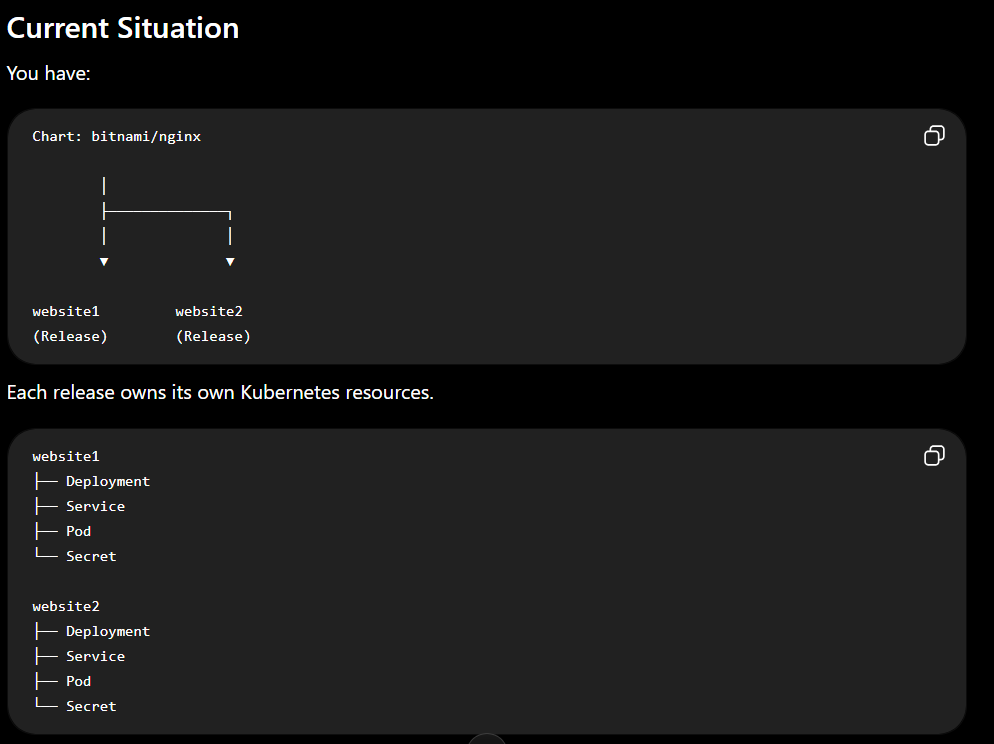 Current Situation
You have:
Chart: bitnami/nginx
│
├──────────────┐
│              │
▼              ▼
website1         website2
(Release)        (Release)
Each release owns its own Kubernetes resources.
website1
├── Deployment
├── Service
├── Pod
└── Secret
website2
├── Deployment
├── Service
├── Pod
└── Secret